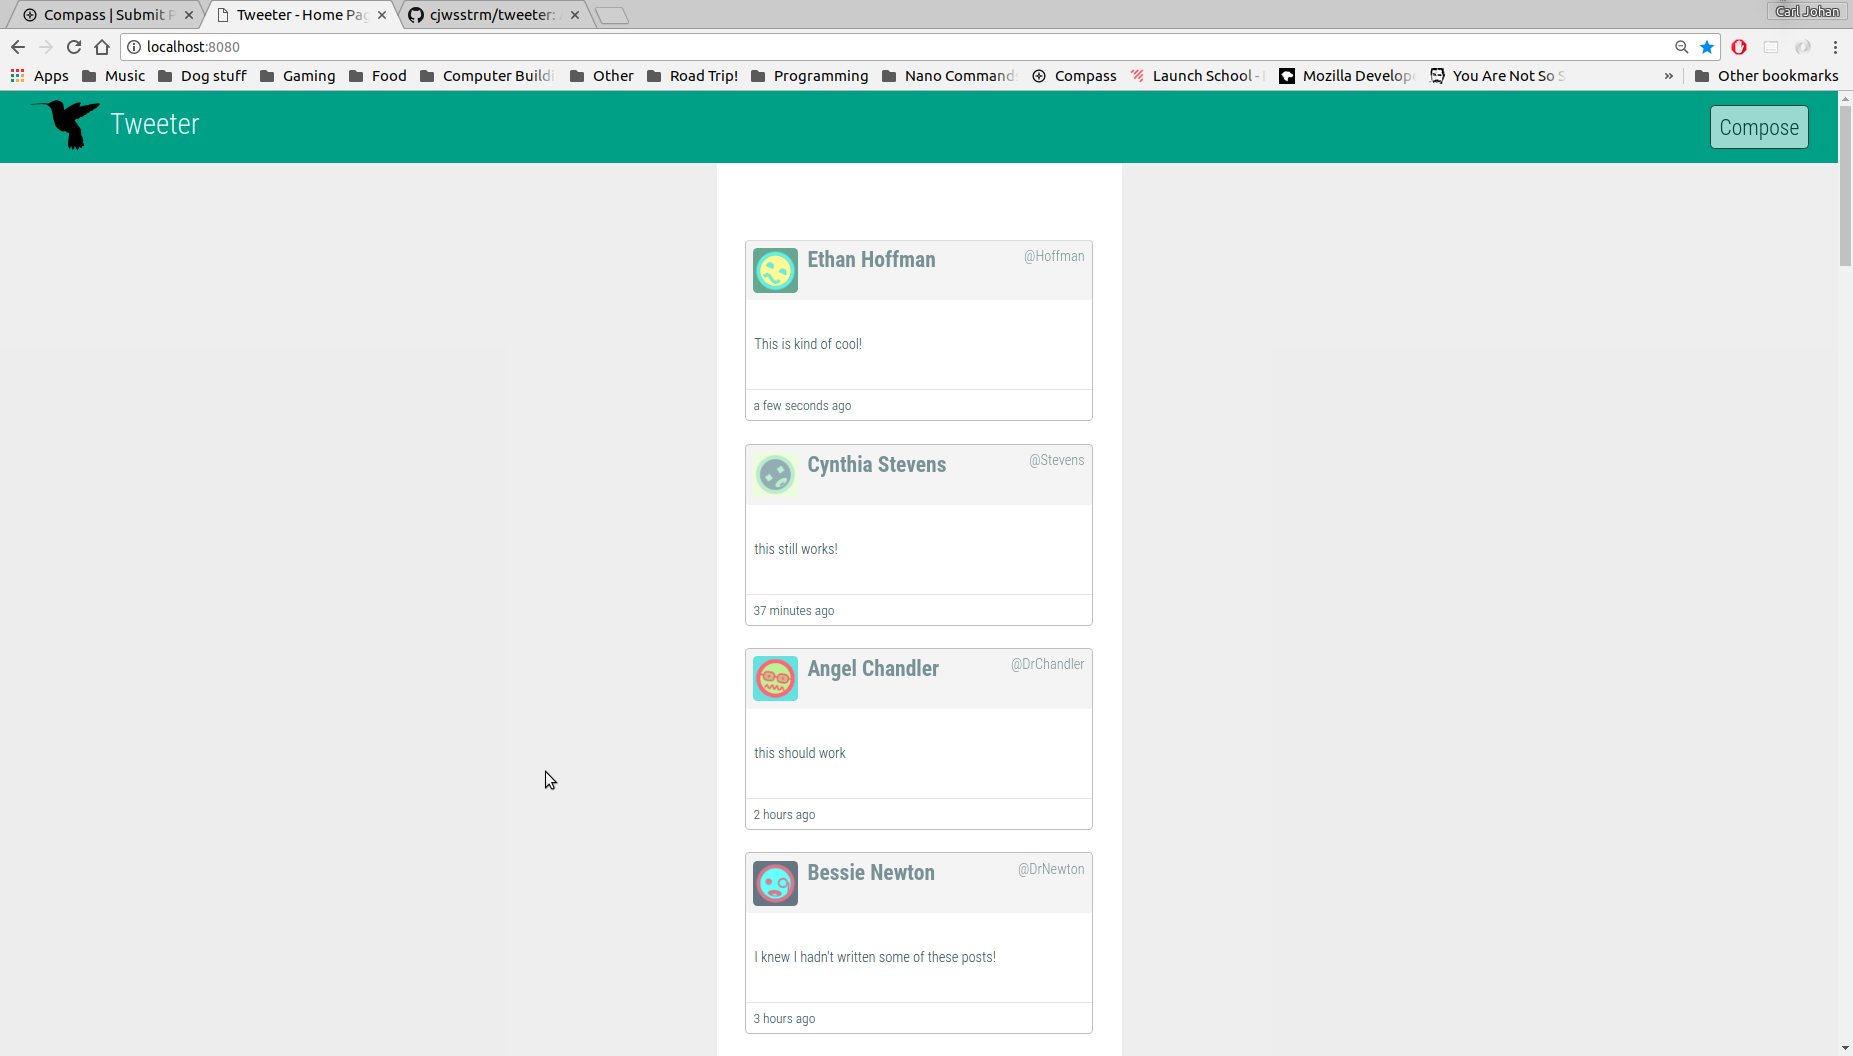 Compass | Submit P
Tweeter - Home Pag
cjwsstrm/tweeter:
Carl Johan
localhost:8080
Apps Music Dog stuff Gaming Food Computer Buildi Other Road Trip! Programming Nano Command Compass Launch School - Mozilla Develope You Are Not So S » Other bookmarks
Tweeter
Compose
Ethan Hoffman @Hoffman
This is kind of cool!
a few seconds ago
Cynthia Stevens @Stevens
this still works!
37 minutes ago
Angel Chandler @DrChandler
this should work
2 hours ago
Bessie Newton @DrNewton
I knew I hadn't written some of these posts!
3 hours ago